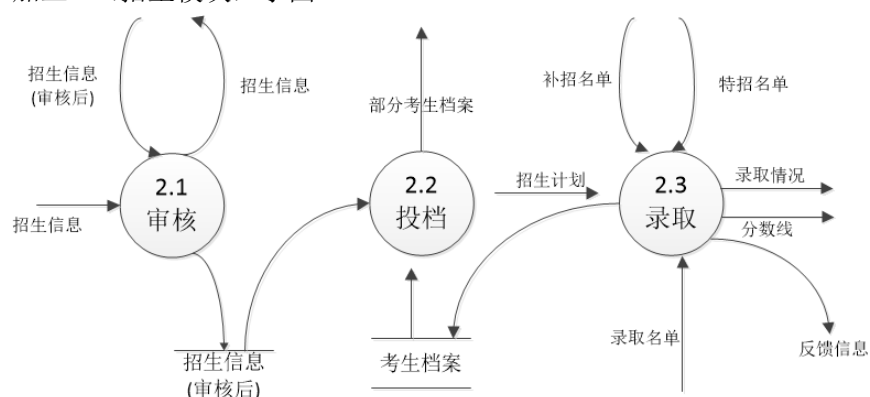 招生信息
(审核后)
招生信息
部分考生档案
补招名单
特招名单
2.1
审核
招生信息
2.2
投档
招生计划
2.3
录取
录取情况
分数线
招生信息
(审核后)
考生档案
录取名单
反馈信息